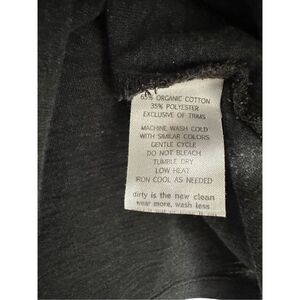 65% ORGANIC COTTON
35% POLYESTER
EXCLUSIVE OF TRIMS
MACHINE WASH COLD
WITH SIMILAR COLORS
GENTLE CYCLE
DO NOT BLEACH
TUMBLE DRY
LOW HEAT
IRON COOL AS NEEDED
dirty is the new clean
wear more, wash less